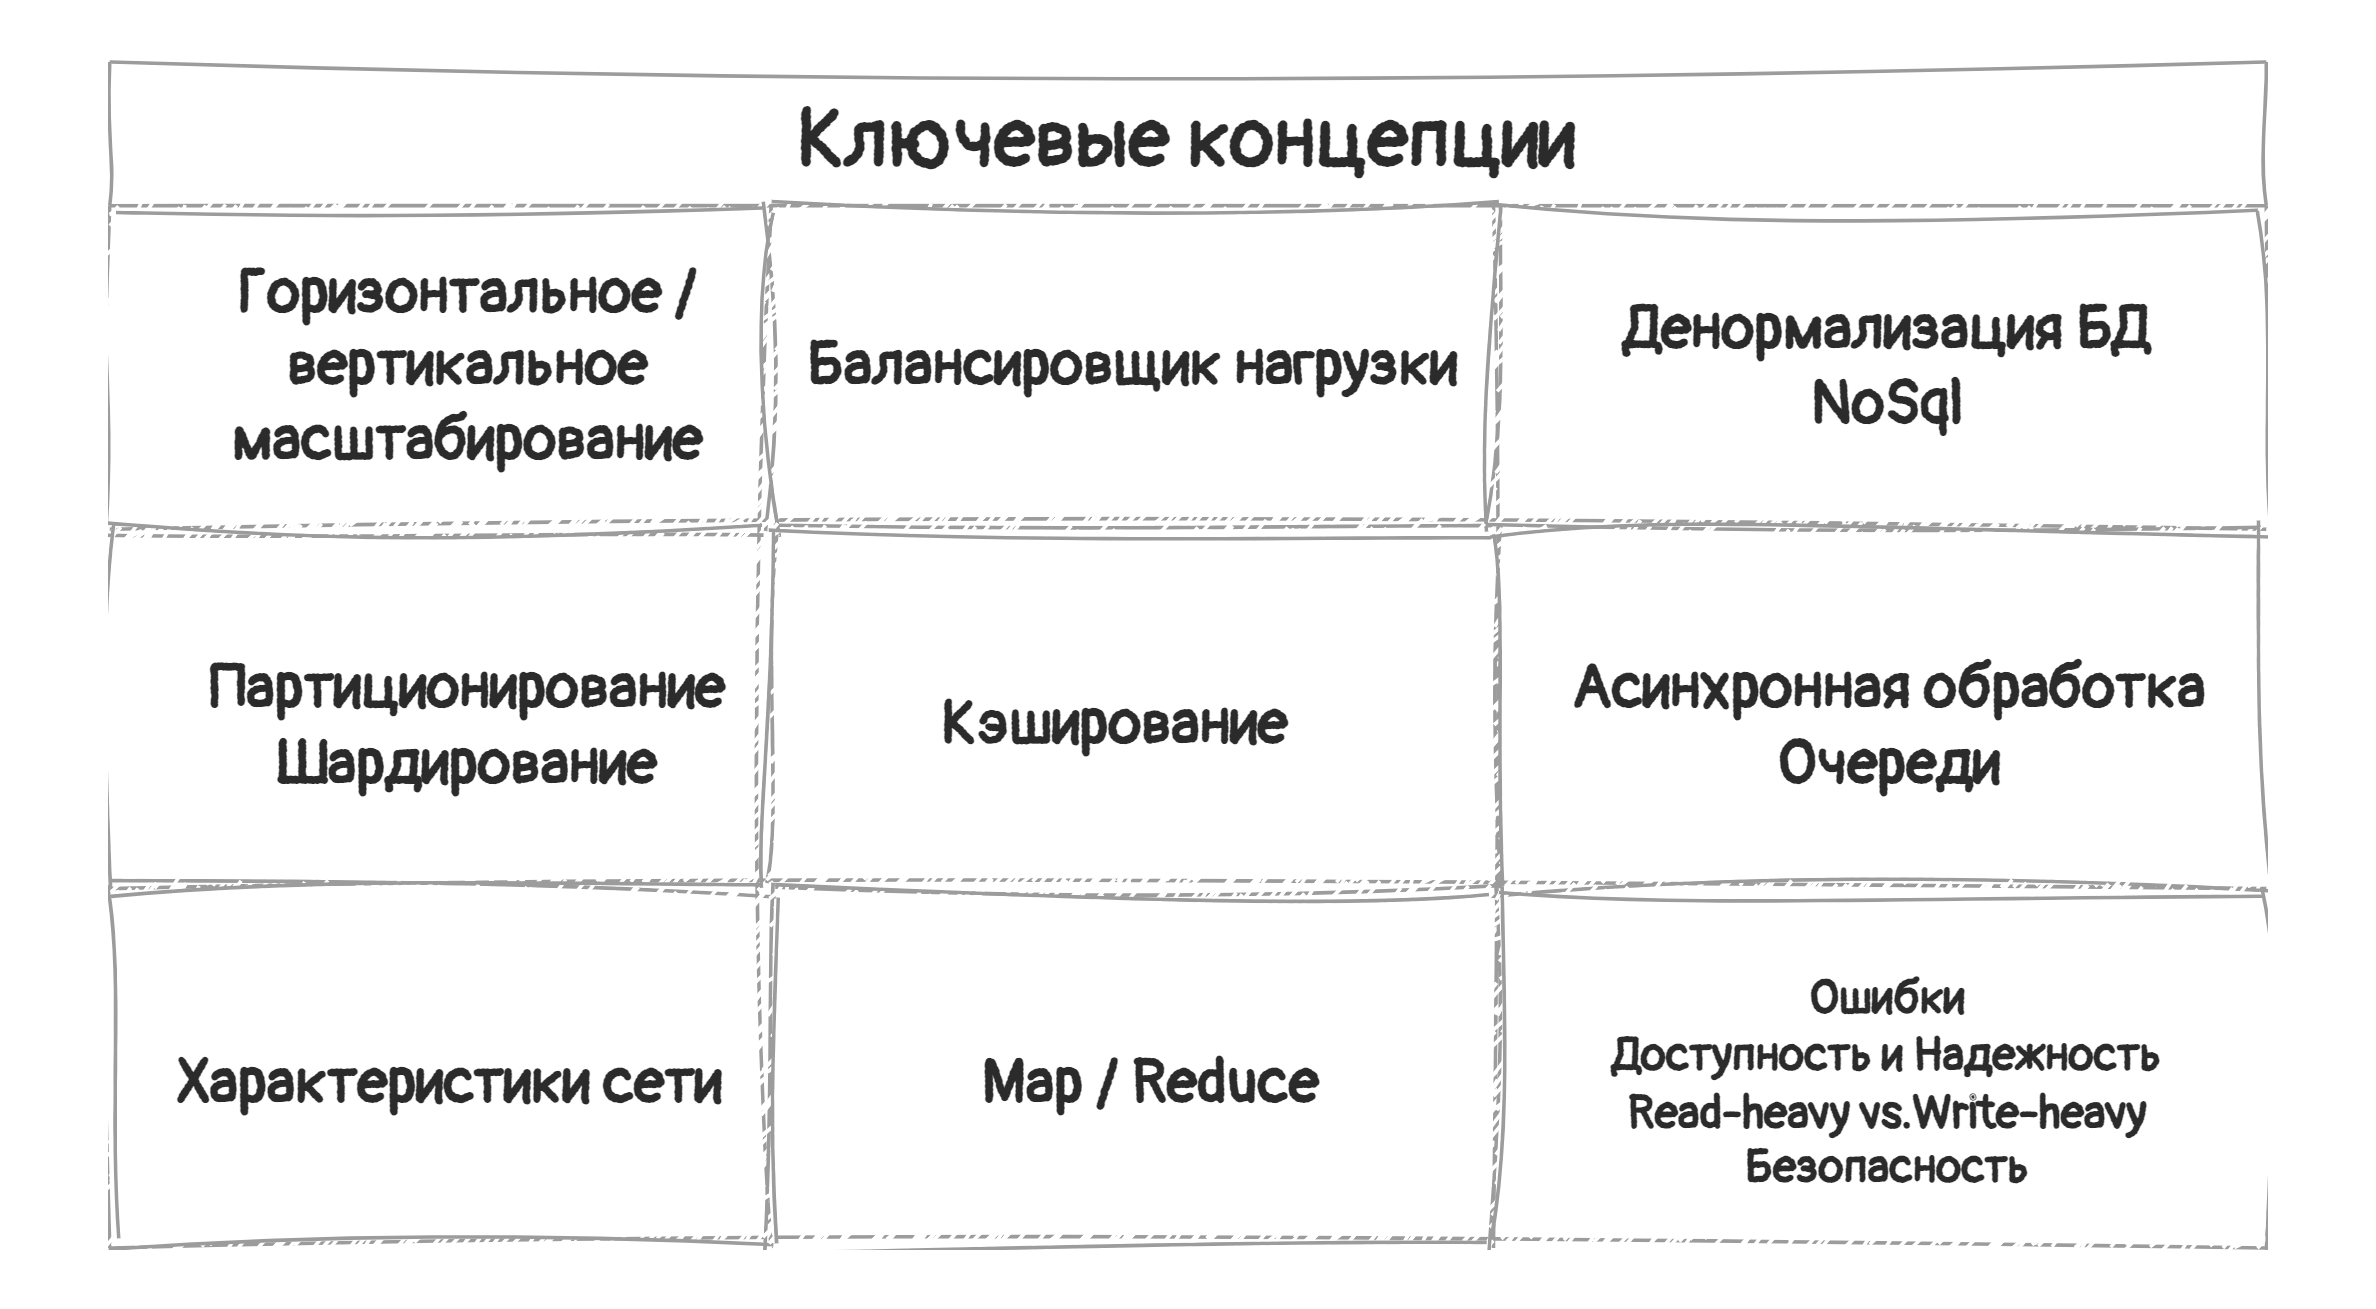 Ключевые концепции
Горизонтальное /
вертикальное
масштабирование
Балансировщик нагрузки
Денормализация БД
NoSql
Партиционирование
Шардирование
Кэширование
Асинхронная обработка
Очереди
Характеристики сети
Map / Reduce
Ошибки
Доступность и Надежность
Read-heavy vs.Write-heavy
Безопасность